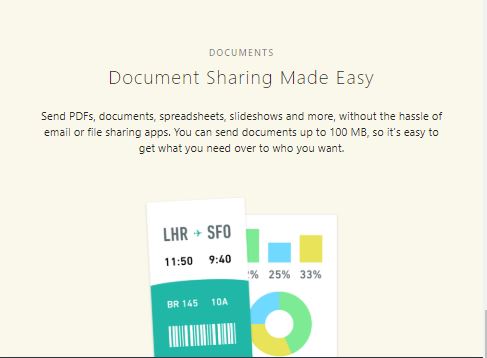 DOCUMENTS
Document Sharing Made Easy
Send PDFs, documents, spreadsheets, slideshows and more, without the hassle of
email or file sharing apps. You can send documents up to 100 MB, so it's easy to
get what you need over to who you want.
LHR SFO
11:50 9:40
BR 145 10A
25% 33%